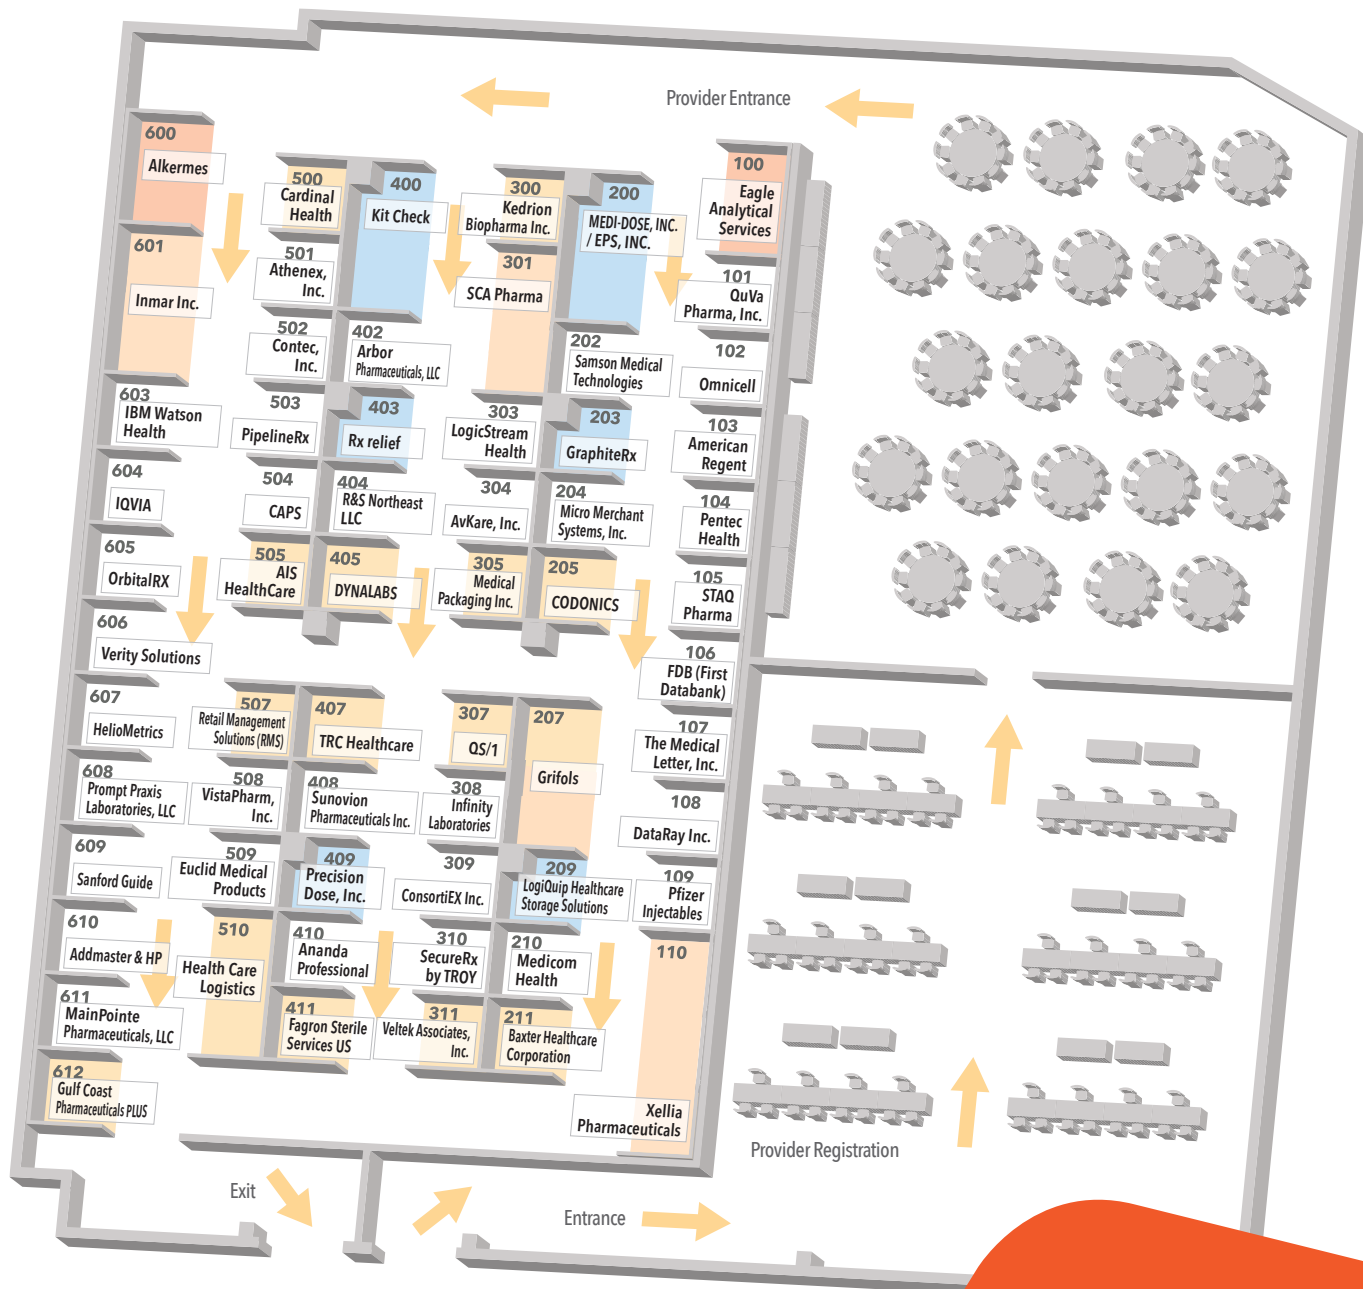 Provider Entrance
600
Alkermes
601
Inmar Inc.
603
IBM Watson
Health
604
IQVIA
605
OrbitalRX
606
Verity Solutions
607
HelioMetrics
608
Prompt Praxis
Laboratories, LLC
609
Sanford Guide
610
Addmaster & HP
611
MainPointe
Pharmaceuticals, LLC
612
Gulf Coast
Pharmaceuticals PLUS
500
Cardinal
Health
501
Athenex,
Inc.
502
Contec,
Inc.
503
PipelineRx
504
CAPS
505
AIS
HealthCare
507
Retail Management
Solutions (RMS)
508
VistaPharm,
Inc.
509
Euclid Medical
Products
510
Health Care
Logistics
400
Kit Check
402
Arbor
Pharmaceuticals, LLC
403
Rx relief
404
R&S Northeast
LLC
405
DYNALABS
407
TRC Healthcare
408
Sunovion
Pharmaceuticals Inc.
409
Precision
Dose, Inc.
410
Ananda
Professional
411
Fagron Sterile
Services US
300
Kedrion
Biopharma Inc.
301
SCA Pharma
303
LogicStream
Health
304
AvKare, Inc.
305
Medical
Packaging Inc.
307
QS/1
308
Infinity
Laboratories
309
ConsortiEX Inc.
310
SecureRx
by TROY
311
Veltek Associates,
Inc.
200
MEDI-DOSE, INC.
/ EPS, INC.
202
Samson Medical
Technologies
203
GraphiteRx
204
Micro Merchant
Systems, Inc.
205
CODONICS
207
Grifols
209
LogiQuip Healthcare
Storage Solutions
210
Medicom
Health
211
Baxter Healthcare
Corporation
100
Eagle
Analytical
Services
101
QuVa
Pharma, Inc.
102
Omnicell
103
American
Regent
104
Pentec
Health
105
STAQ
Pharma
106
FDB (First
Databank)
107
The Medical
Letter, Inc.
108
DataRay Inc.
109
Pfizer
Injectables
110
Xellia
Pharmaceuticals
Provider Registration
Exit
Entrance